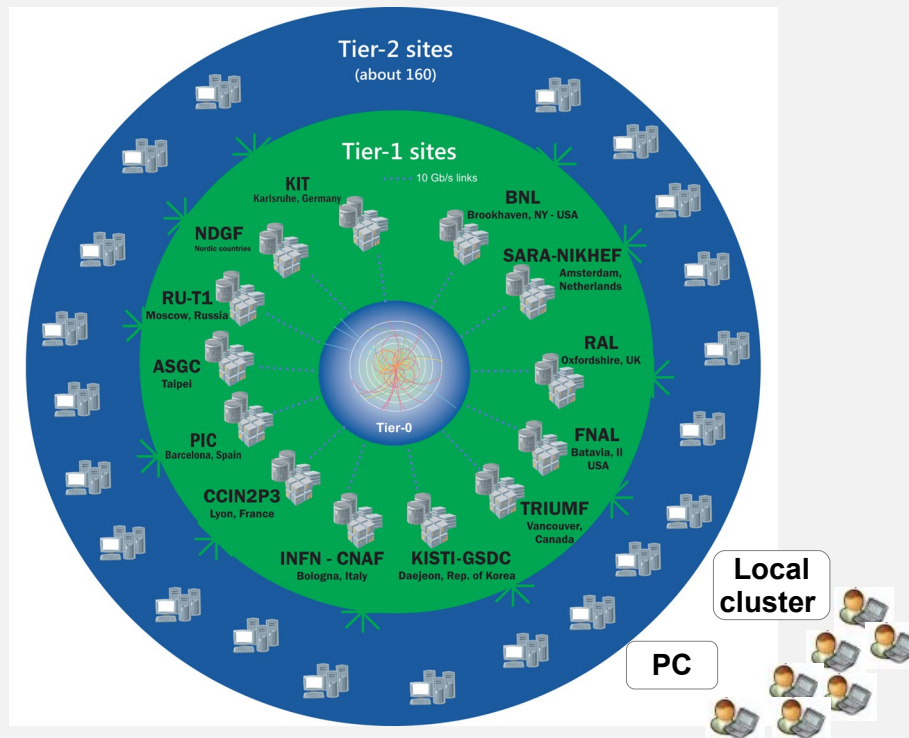 Tier-2 sites
(about 160)
Tier-1 sites
10 Gb/s links
KIT
Karlsruhe, Germany
BNL
Brookhaven, NY - USA
NDGF
Nordic countries
SARA-NIKHEF
Amsterdam,
Netherlands
RU-T1
Moscow, Russia
RAL
Oxfordshire, UK
ASGC
Taipei
Tier-0
PIC
Barcelona, Spain
FNAL
Batavia, Il
USA
CCIN2P3
Lyon, France
TRIUMF
Vancouver,
Canada
INFN - CNAF
Bologna, Italy
KISTI-GSDC
Daejeon, Rep. of Korea
Local
cluster
PC